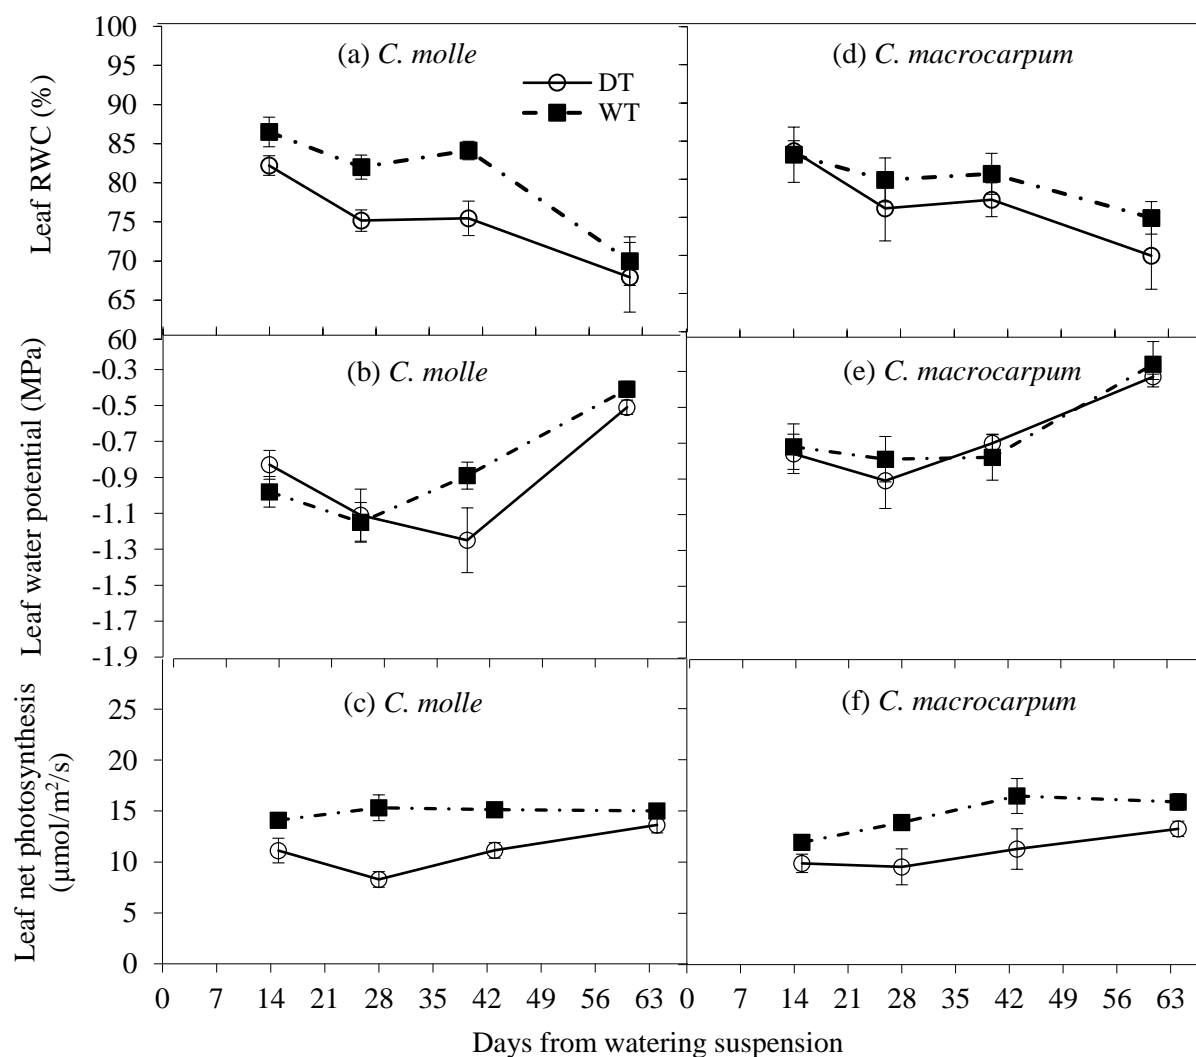 (a) C. molle
(d) C. macrocarpum
DT
WT
Leaf RWC (%)
100
95
90
85
80
75
70
65
60
(b) C. molle
(e) C. macrocarpum
Leaf water potential (MPa)
-0.3
-0.5
-0.7
-0.9
-1.1
-1.3
-1.5
-1.7
-1.9
(c) C. molle
(f) C. macrocarpum
Leaf net photosynthesis
(µmol/m²/s)
25
20
15
10
5
0
0 7 14 21 28 35 42 49 56 63 0 7 14 21 28 35 42 49 56 63
Days from watering suspension